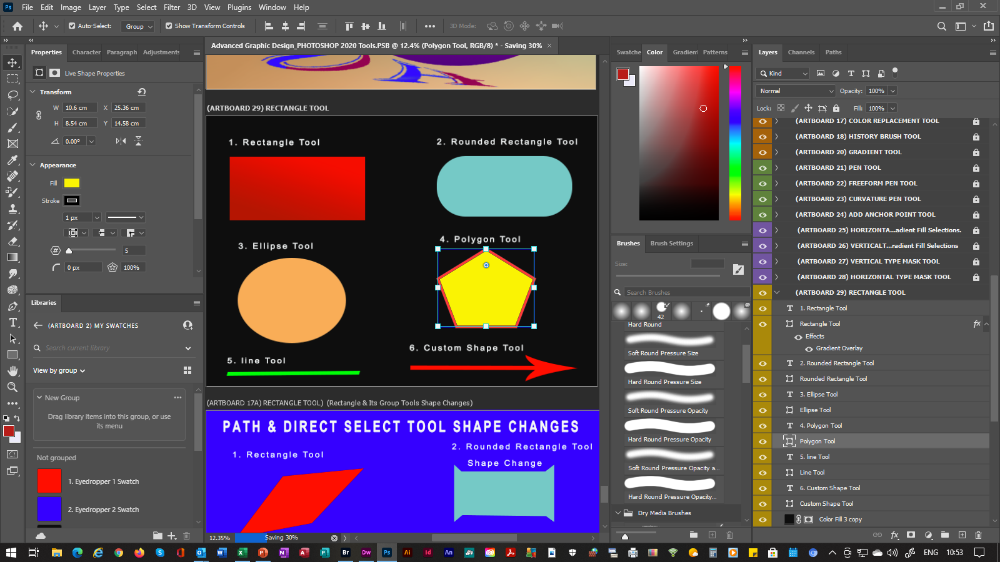 Ps File Edit Image Layer Type Select Filter 3D View Plugins Window Help
Auto-Select: Group Show Transform Controls 3D Mode:
Properties Character Paragraph Adjustments
Live Shape Properties
Transform
W 10.6 cm X 25.36 cm
H 8.54 cm Y 14.58 cm
0.00°
Appearance
Fill
Stroke
1 px
5
0 px 100%
Libraries
(ARTBOARD 2) MY SWATCHES
Search current library
View by group
New Group
Drag library items into this group, or use
its menu
Not grouped
1. Eyedropper 1 Swatch
2. Eyedropper 2 Swatch
Advanced Graphic Design_PHOTOSHOP 2020 Tools.PSB @ 12.4% (Polygon Tool, RGB/8) * - Saving 30%
(ARTBOARD 29) RECTANGLE TOOL
1. Rectangle Tool
2. Rounded Rectangle Tool
3. Ellipse Tool
4. Polygon Tool
5. line Tool
6. Custom Shape Tool
(ARTBOARD 17A) RECTANGLE TOOL) (Rectangle & Its Group Tools Shape Changes)
PATH & DIRECT SELECT TOOL SHAPE CHANGES
1. Rectangle Tool
2. Rounded Rectangle Tool
Shape Change
12.35% Saving 30%
Swatche Color Gradient Patterns
Brushes Brush Settings
Size:
Search Brushes
42
Hard Round
Soft Round Pressure Size
Hard Round Pressure Size
Soft Round Pressure Opacity
Hard Round Pressure Opacity
Soft Round Pressure Opacity a...
Hard Round Pressure Opacity...
Dry Media Brushes
Layers Channels Paths
Kind
Normal Opacity: 100%
Lock: Fill: 100%
(ARTBOARD 17) COLOR REPLACEMENT TOOL
(ARTBOARD 18) HISTORY BRUSH TOOL
(ARTBOARD 20) GRADIENT TOOL
(ARTBOARD 21) PEN TOOL
(ARTBOARD 22) FREEFORM PEN TOOL
(ARTBOARD 23) CURVATURE PEN TOOL
(ARTBOARD 24) ADD ANCHOR POINT TOOL
(ARTBOARD 25) HORIZONTA...adient Fill Selections.
(ARTBOARD 26) VERTICALT...radient Fill Selections
(ARTBOARD 27) VERTICAL TYPE MASK TOOL
(ARTBOARD 28) HORIZONTAL TYPE MASK TOOL
(ARTBOARD 29) RECTANGLE TOOL
1. Rectangle Tool
Rectangle Tool fx
Effects
Gradient Overlay
2. Rounded Rectangle Tool
Rounded Rectangle Tool
3. Ellipse Tool
Ellipse Tool
4. Polygon Tool
Polygon Tool
5. line Tool
Line Tool
6. Custom Shape Tool
Custom Shape Tool
Color Fill 3 copy
fx
Br Dw Ps Ai Id An
ENG 10:53